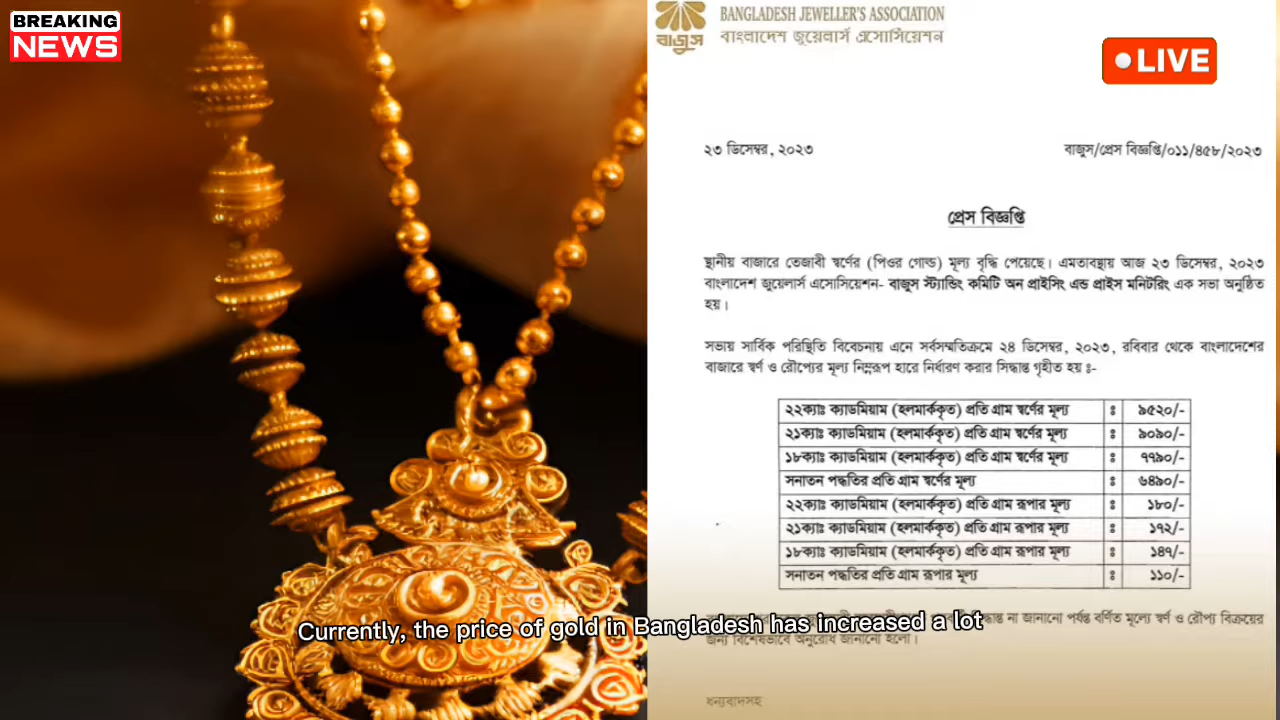 BREAKING
NEWS
বাজুস
BANGLADESH JEWELLER'S ASSOCIATION
বাংলাদেশ জুয়েলার্স এসোসিয়েশন
LIVE
২৩ ডিসেম্বর, ২০২৩ বাজুস/প্রেস বিজ্ঞপ্তি/০১১/৪৫৮/২০২৩
প্রেস বিজ্ঞপ্তি
স্থানীয় বাজারে তেজাবী স্বর্ণের (পিওর গোল্ড) মূল্য বৃদ্ধি পেয়েছে। এমতাবস্থায় আজ ২৩ ডিসেম্বর, ২০২৩
বাংলাদেশ জুয়েলার্স এসোসিয়েশন- বাজুস স্ট্যান্ডিং কমিটি অন প্রাইসিং এন্ড প্রাইস মনিটরিং এক সভা অনুষ্ঠিত
হয়।
সভায় সার্বিক পরিস্থিতি বিবেচনায় এনে সর্বসম্মতিক্রমে ২৪ ডিসেম্বর, ২০২৩, রবিবার থেকে বাংলাদেশের
বাজারে স্বর্ণ ও রৌপ্যের মূল্য নিম্নরূপ হারে নির্ধারণ করার সিদ্ধান্ত গৃহীত হয় ঃ-
২২ক্যাঃ ক্যাডমিয়াম (হলমার্ককৃত) প্রতি গ্রাম স্বর্ণের মূল্য ঃ ৯৫২০/-
২১ক্যাঃ ক্যাডমিয়াম (হলমার্ককৃত) প্রতি গ্রাম স্বর্ণের মূল্য ঃ ৯০৯০/-
১৮ক্যাঃ ক্যাডমিয়াম (হলমার্ককৃত) প্রতি গ্রাম স্বর্ণের মূল্য ঃ ৭৭৯০/-
সনাতন পদ্ধতির প্রতি গ্রাম স্বর্ণের মূল্য ঃ ৬৪৯০/-
২২ক্যাঃ ক্যাডমিয়াম (হলমার্ককৃত) প্রতি গ্রাম রূপার মূল্য ঃ ১৮০/-
২১ক্যাঃ ক্যাডমিয়াম (হলমার্ককৃত) প্রতি গ্রাম রূপার মূল্য ঃ ১৭২/-
১৮ক্যাঃ ক্যাডমিয়াম (হলমার্ককৃত) প্রতি গ্রাম রূপার মূল্য ঃ ১৪৭/-
সনাতন পদ্ধতির প্রতি গ্রাম রূপার মূল্য ঃ ১১০/-
না জানানো পর্যন্ত বর্ণিত মূল্যে স্বর্ণ ও রৌপ্য বিক্রয়ের
জন্য বিশেষভাবে অনুরোধ জানানো হলো।
Currently, the price of gold in Bangladesh has increased a lot
ধন্যবাদসহ